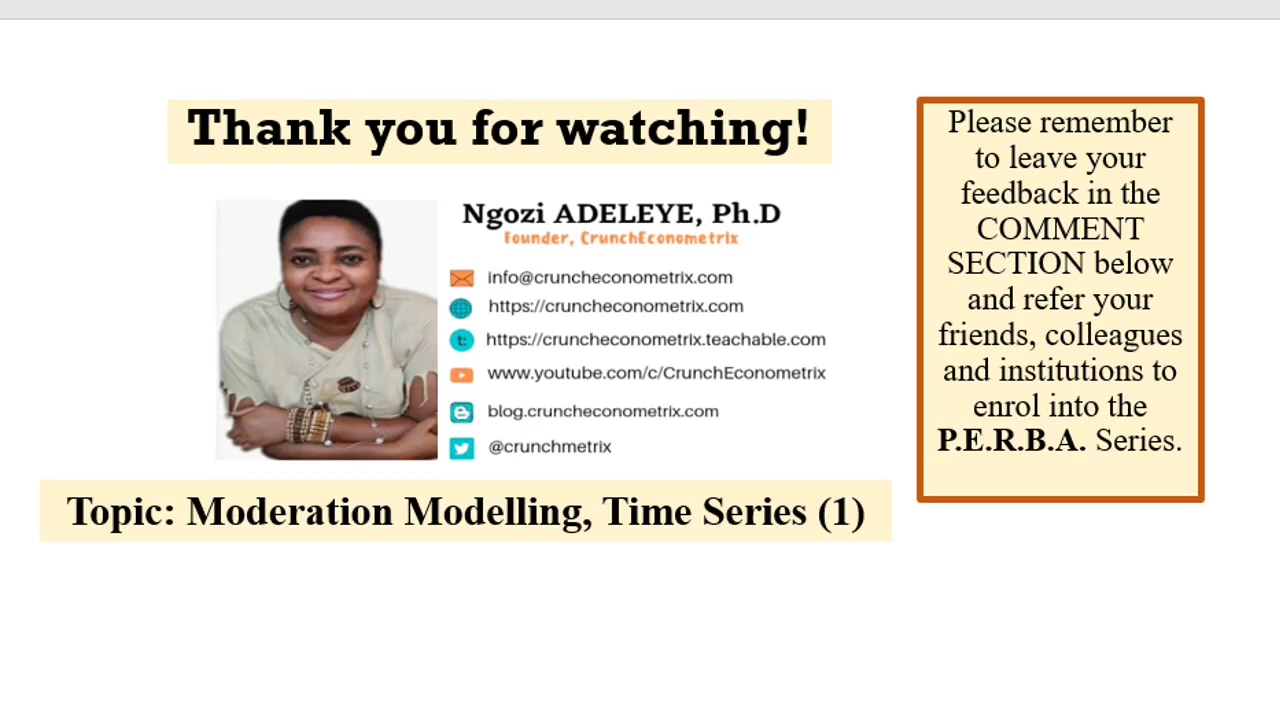 Thank you for watching!
Ngozi ADELEYE, Ph.D
Founder, CrunchEconometrix
info@cruncheconometrix.com
https://cruncheconometrix.com
https://cruncheconometrix.teachable.com
www.youtube.com/c/CrunchEconometrix
blog.cruncheconometrix.com
@crunchmetrix
Topic: Moderation Modelling, Time Series (1)
Please remember
to leave your
feedback in the
COMMENT
SECTION below
and refer your
friends, colleagues
and institutions to
enrol into the
P.E.R.B.A. Series.